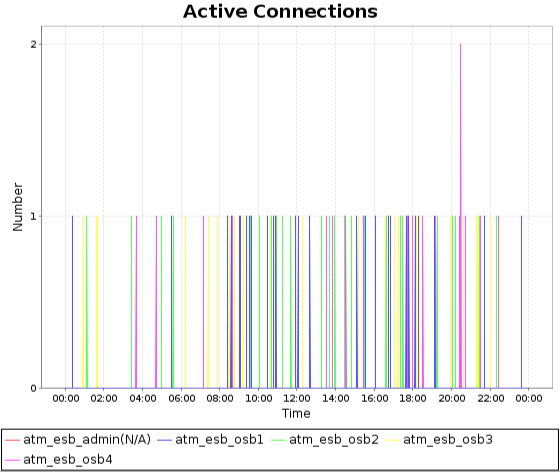 Active Connections
Number
2
1
0
00:00 02:00 04:00 06:00 08:00 10:00 12:00 14:00 16:00 18:00 20:00 22:00 00:00
Time
atm_esb_admin(N/A) atm_esb_osb1 atm_esb_osb2 atm_esb_osb3
atm_esb_osb4